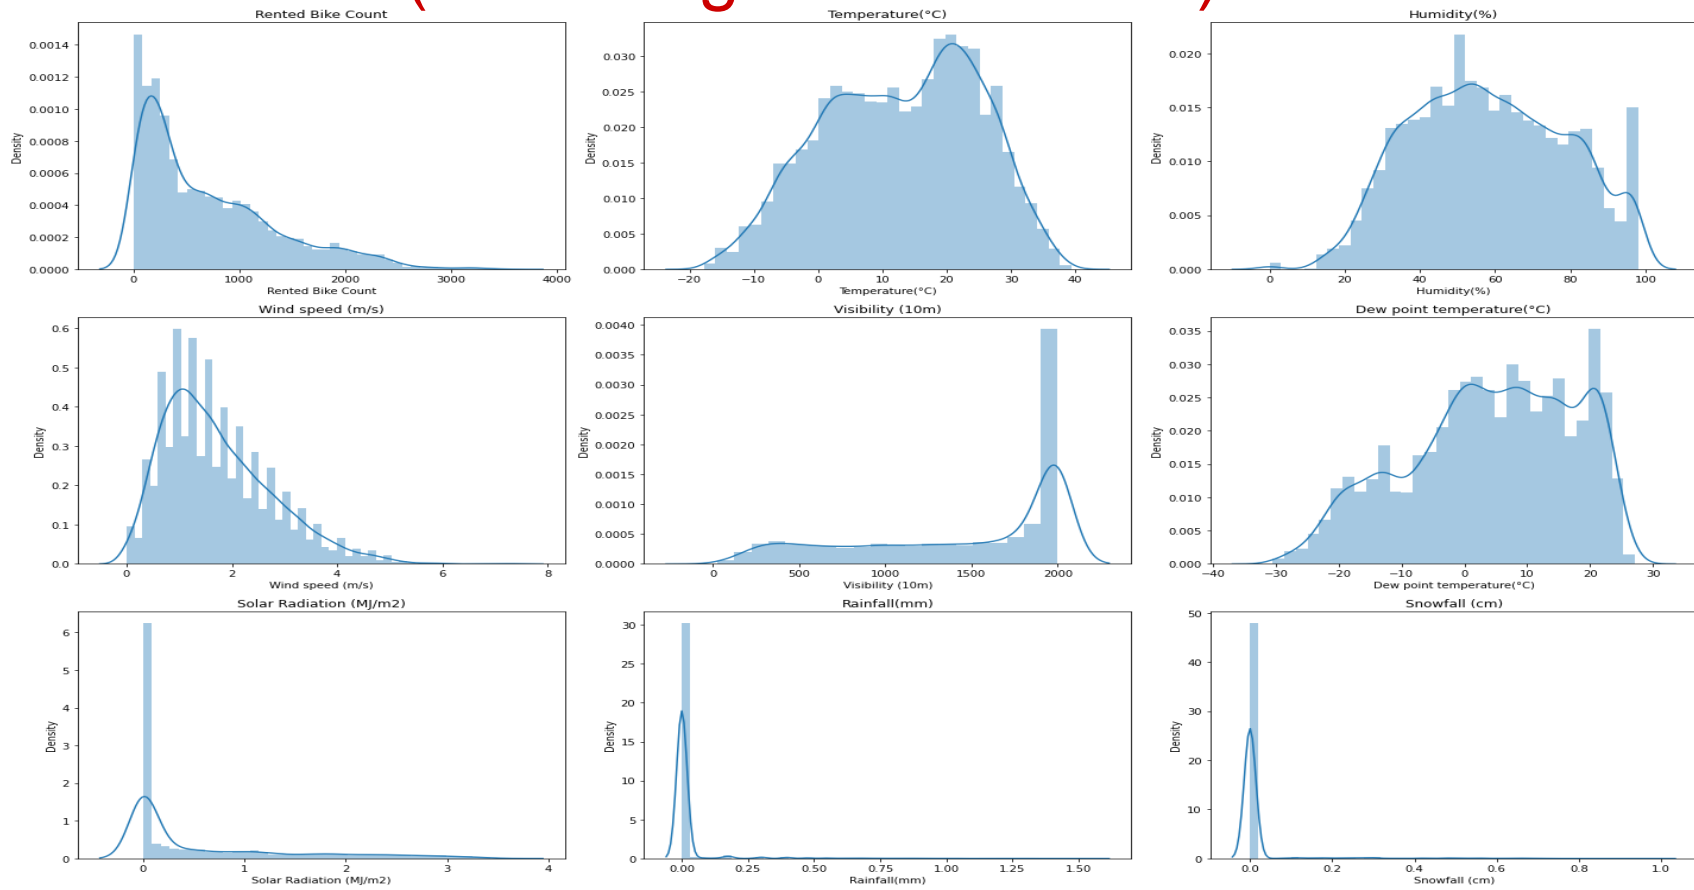 Rented Bike Count
Density
0.0014
0.0012
0.0010
0.0008
0.0006
0.0004
0.0002
0.0000
0 1000 2000 3000 4000
Rented Bike Count
Temperature(°C)
Density
0.030
0.025
0.020
0.015
0.010
0.005
0.000
−20 −10 0 10 20 30 40
Temperature(°C)
Humidity(%)
Density
0.020
0.015
0.010
0.005
0.000
0 20 40 60 80 100
Humidity(%)
Wind speed (m/s)
Density
0.6
0.5
0.4
0.3
0.2
0.1
0.0
0 2 4 6 8
Wind speed (m/s)
Visibility (10m)
Density
0.0040
0.0035
0.0030
0.0025
0.0020
0.0015
0.0010
0.0005
0.0000
0 500 1000 1500 2000
Visibility (10m)
Dew point temperature(°C)
Density
0.035
0.030
0.025
0.020
0.015
0.010
0.005
0.000
−40 −30 −20 −10 0 10 20 30
Dew point temperature(°C)
Solar Radiation (MJ/m2)
Density
6
5
4
3
2
1
0
0 1 2 3 4
Solar Radiation (MJ/m2)
Rainfall(mm)
Density
30
25
20
15
10
5
0
0.00 0.25 0.50 0.75 1.00 1.25 1.50
Rainfall(mm)
Snowfall (cm)
Density
50
40
30
20
10
0
0.0 0.2 0.4 0.6 0.8 1.0
Snowfall (cm)